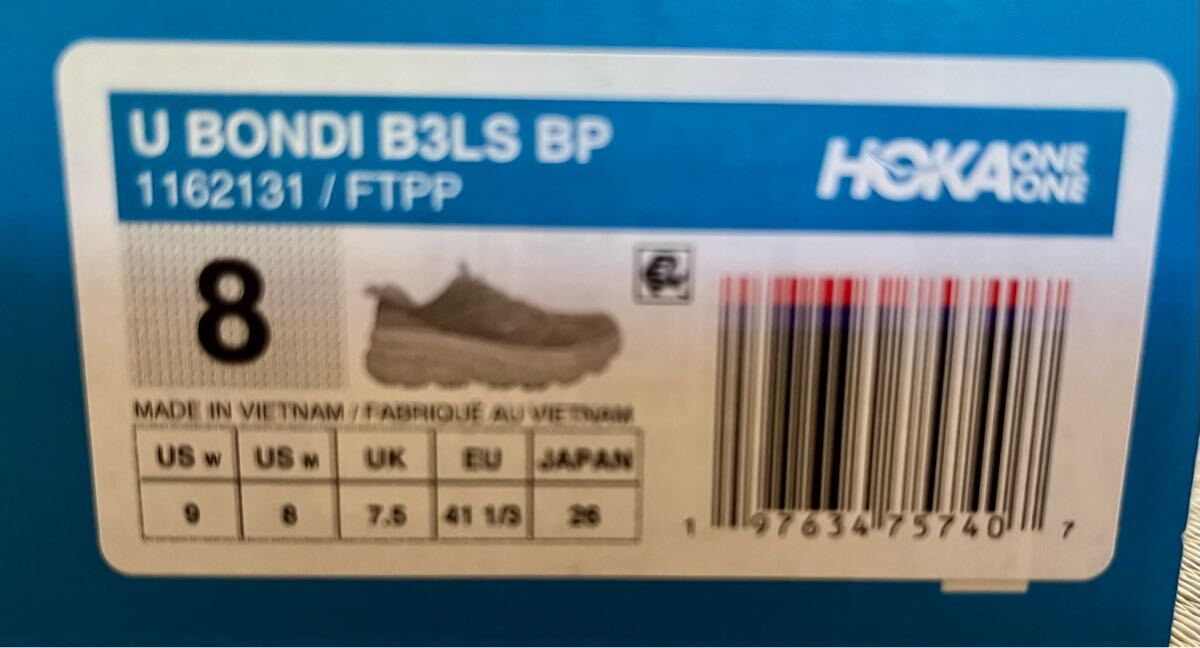 U BONDI B3LS BP
1162131 / FTPP
HOKA ONE ONE
8
MADE IN VIETNAM / FABRIQUÉ AU VIETNAM
US W US M UK EU JAPAN
9 8 7.5 41 1/3 26
1 97634 75740 7